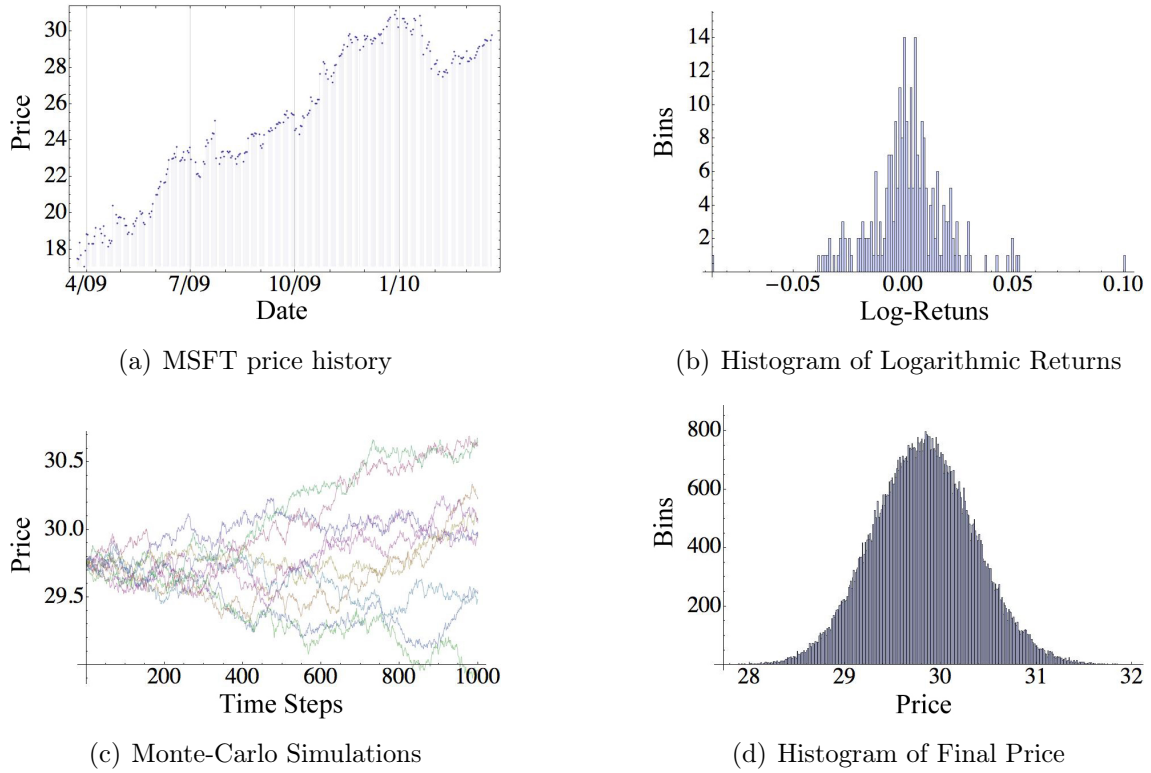 30
28
26
24
22
20
18
Price
4/09 7/09 10/09 1/10
Date
(a) MSFT price history
14
12
10
8
6
4
2
Bins
−0.05 0.00 0.05 0.10
Log-Retuns
(b) Histogram of Logarithmic Returns
30.5
30.0
29.5
Price
200 400 600 800 1000
Time Steps
(c) Monte-Carlo Simulations
800
600
400
200
Bins
28 29 30 31 32
Price
(d) Histogram of Final Price